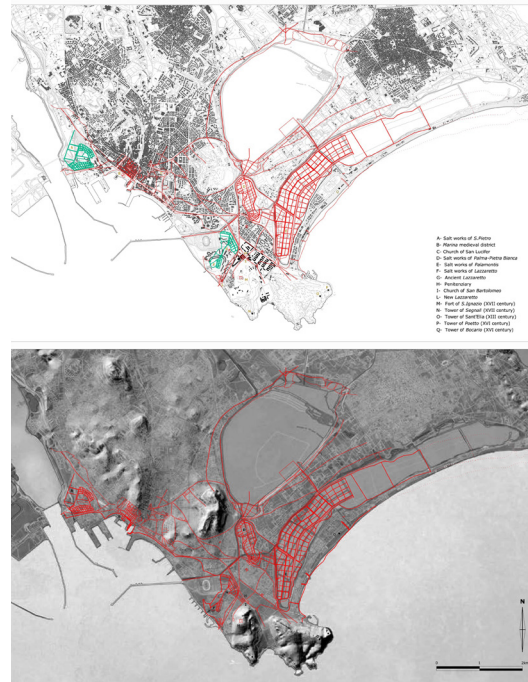 A- Salt works of S.Pietro
B- Marina medieval district
C- Church of San Lucifer
D- Salt works of Palma-Pietra Bianca
E- Salt works of Palamontis
F- Salt works of Lazzaretto
G- Ancient Lazzaretto
H- Penitentiary
I- Church of San Bartolomeo
L- New Lazzaretto
M- Fort of S.Ignazio (XVII century)
N- Tower of Segnali (XVII century)
O- Tower of Sant'Elia (XIII century)
P- Tower of Poetto (XVI century)
Q- Tower of Bocario (XVI century)
N